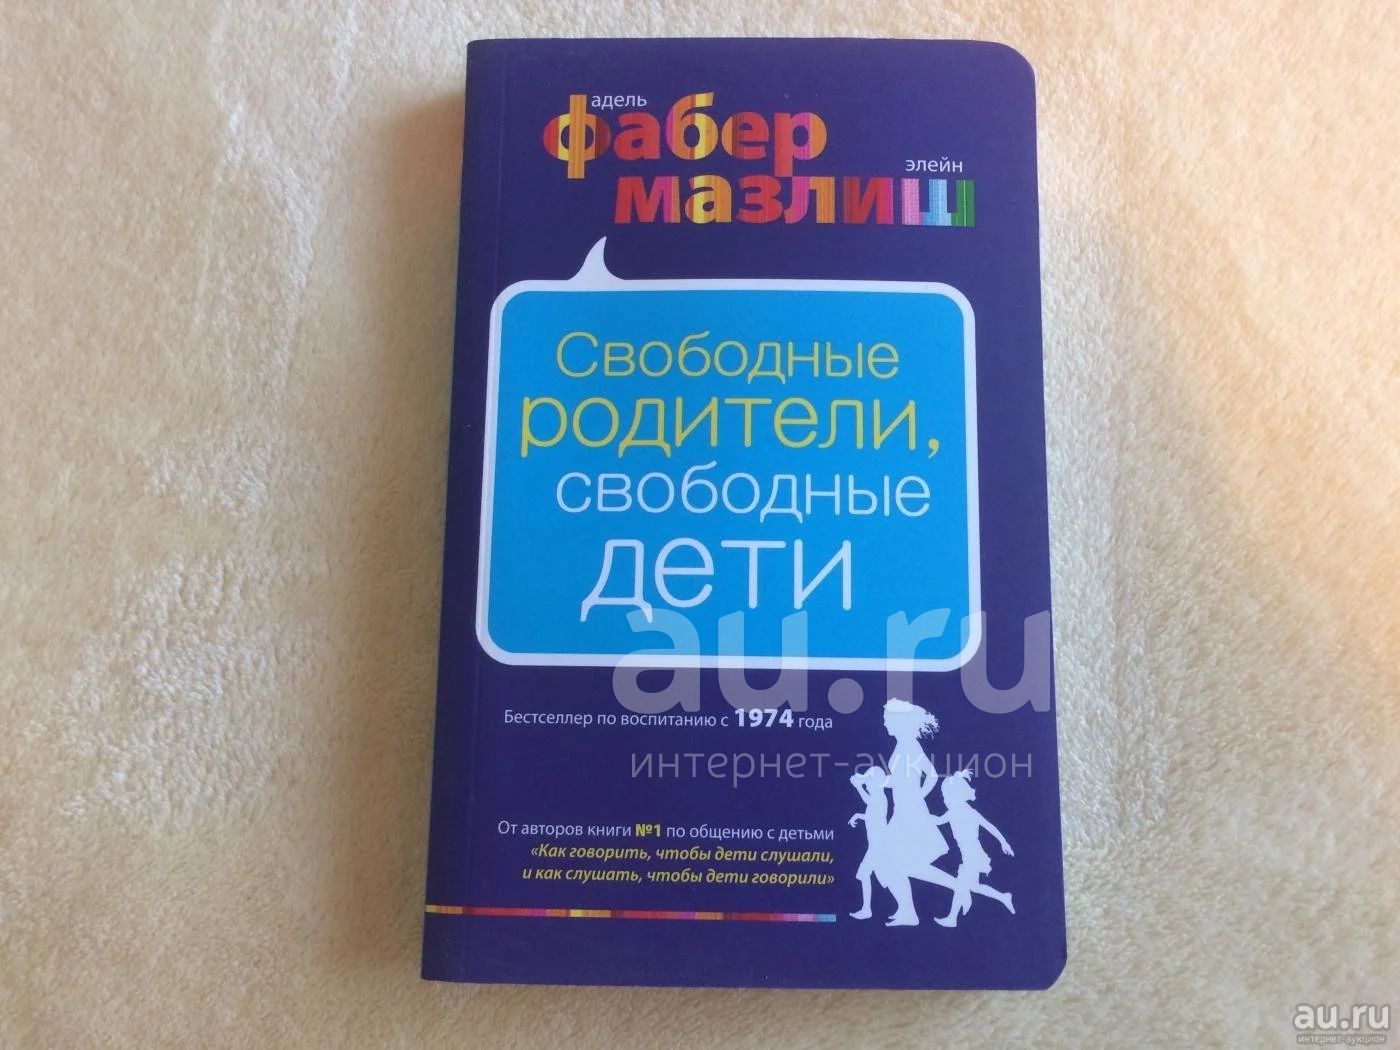 адель
фабер
элейн
мазлиш
Свободные
родители,
свободные
дети
au.ru
Бестселлер по воспитанию с 1974 года
интернет-аукцион
От авторов книги №1 по общению с детьми
«Как говорить, чтобы дети слушали,
и как слушать, чтобы дети говорили»
au.ru
интернет-аукцион